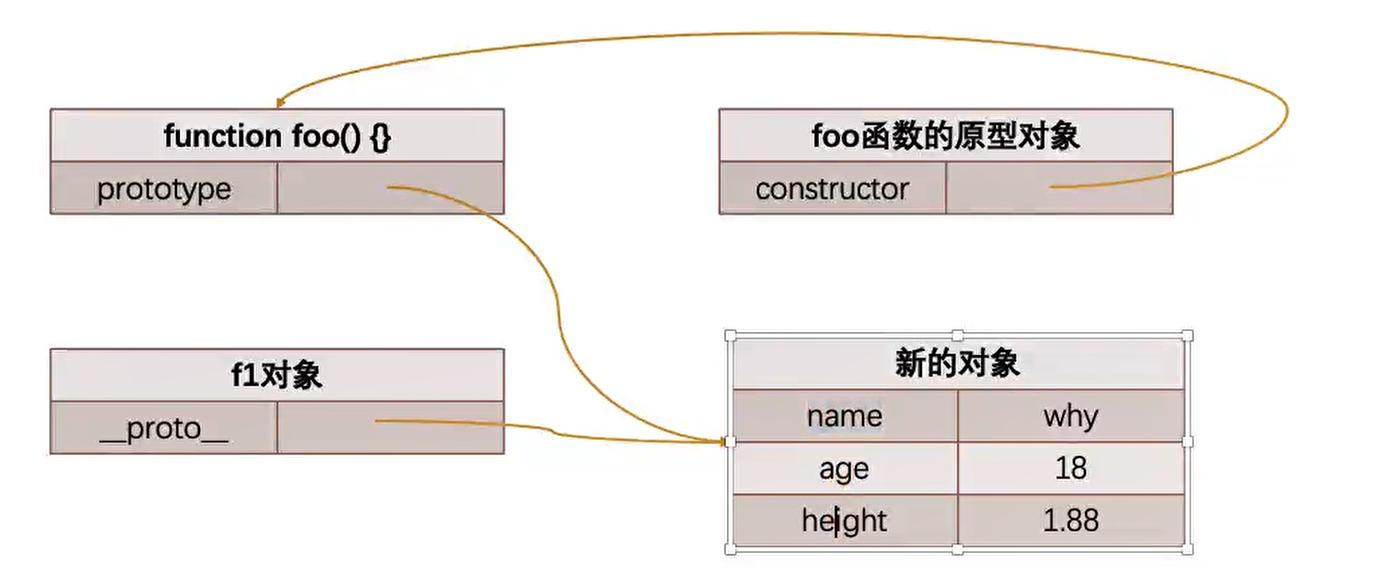 function foo() {}
prototype
foo函数的原型对象
constructor
f1对象
__proto__
新的对象
name why
age 18
height 1.88